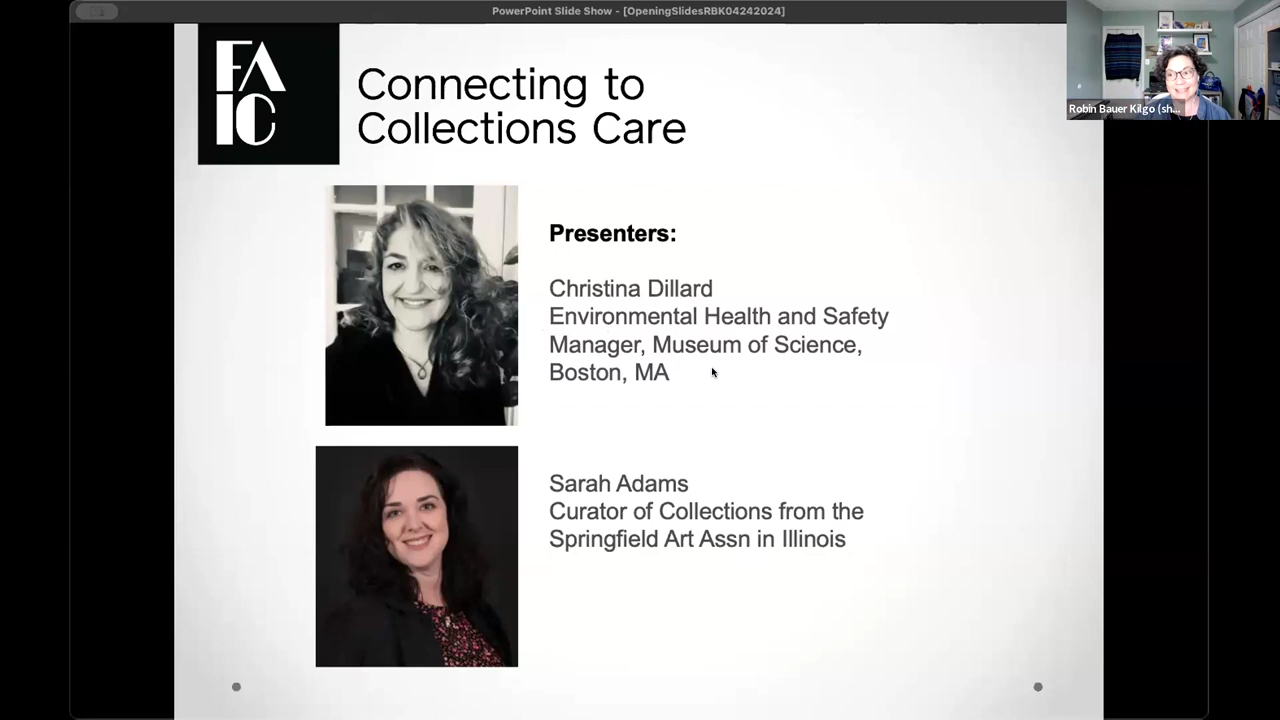 PowerPoint Slide Show - [OpeningSlidesRBK04242024]
FA
IC
Connecting to
Collections Care
Robin Bauer Kilgo (sh...
Presenters:
Christina Dillard
Environmental Health and Safety
Manager, Museum of Science,
Boston, MA
Sarah Adams
Curator of Collections from the
Springfield Art Assn in Illinois